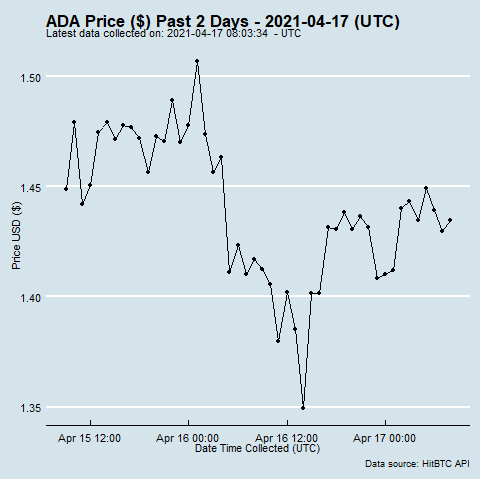 ADA Price ($) Past 2 Days - 2021-04-17 (UTC)
Latest data collected on: 2021-04-17 08:03:34 - UTC
1.50
1.45
1.40
1.35
Price USD ($)
Apr 15 12:00 Apr 16 00:00 Apr 16 12:00 Apr 17 00:00
Date Time Collected (UTC)
Data source: HitBTC API